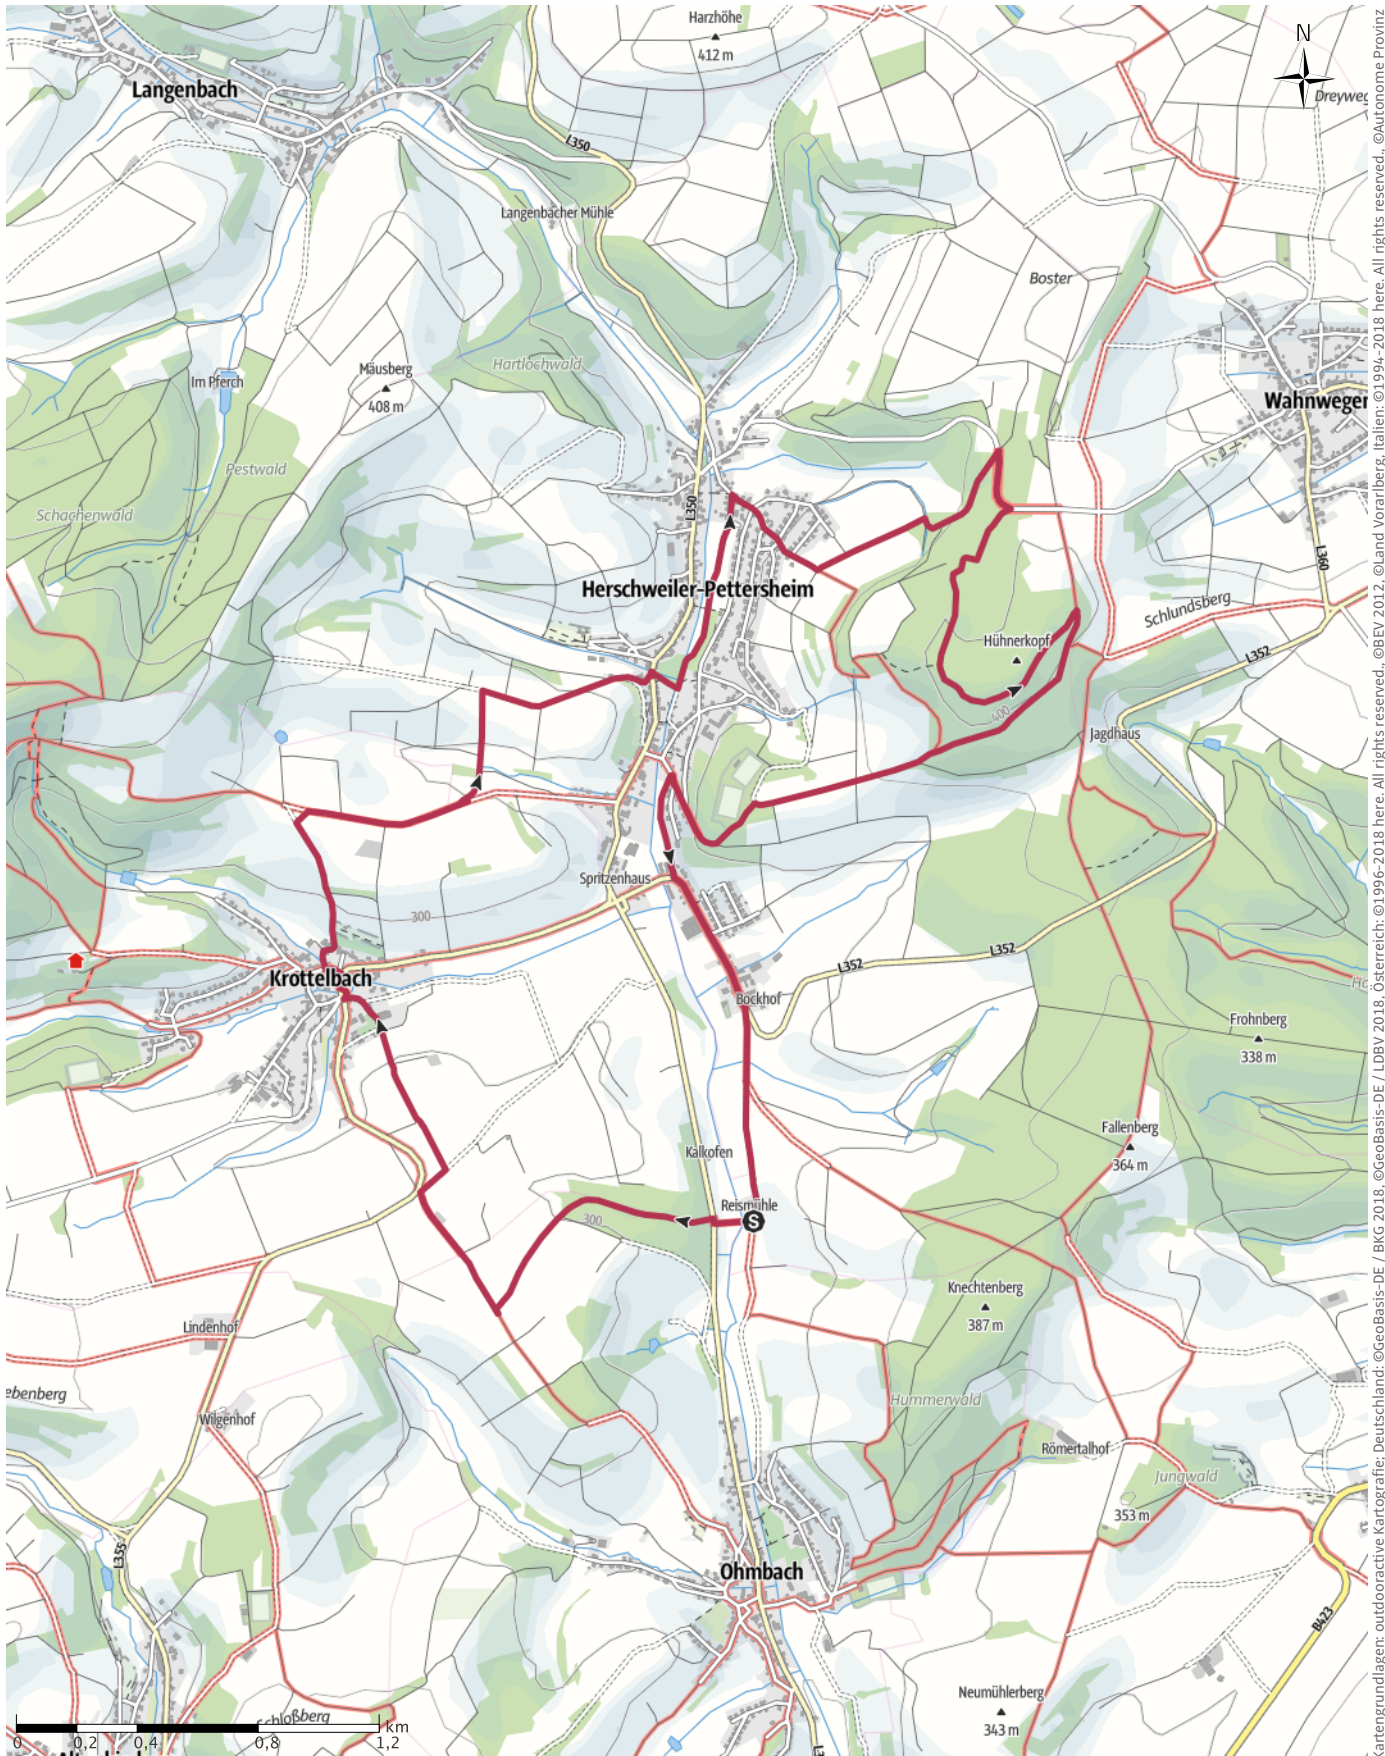 Harzhöhe
412 m
N
Langenbach
L350
Langenbacher Mühle
Boster
Hartlochwald
Mäusberg
408 m
Im Pferch
Wahnwegen
Pestwald
Schachenwald
L350
L360
Herschweiler-Pettersheim
Schlundsberg
Hühnerkopf
L352
400
Jagdhaus
Spritzenhaus
300
L352
L352
Krottelbach
Bockhof
Frohnberg
338 m
Fallenberg
364 m
Kalkofen
Reismühle
S
300
Knechtenberg
387 m
Lindenhof
ebenberg
Hummerwald
Wilgenhof
Römertalhof
Jungwald
353 m
L355
Ohmbach
B423
Neumühlerberg
343 m
Schloßberg
km
0 0,2 0,4 0,8 1,2
artengrundlagen: outdooractive Kartografie; Deutschland: ©GeoBasis-DE / BKG 2018, ©GeoBasis-DE / LDBV 2018, Österreich: ©1996-2018 here. All rights reserved., ©BEV 2012, ©Land Vorarlberg, Italien: ©1994-2018 here. All rights reserved., ©Autonome Provinz